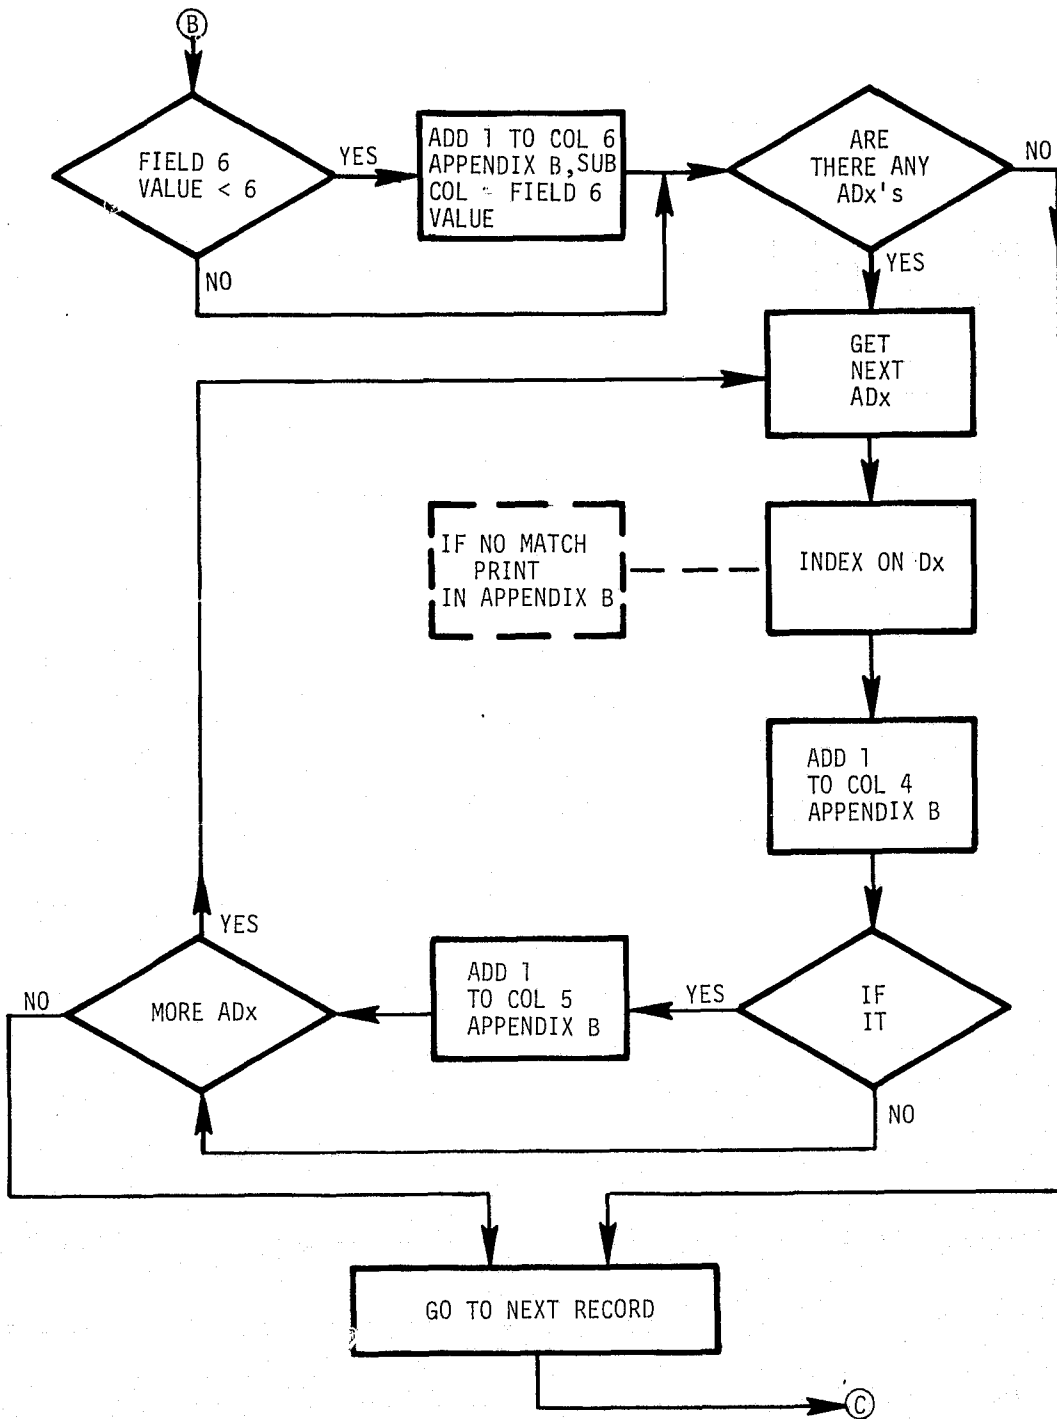 B
FIELD 6
VALUE < 6
YES
NO
ADD 1 TO COL 6
APPENDIX B, SUB
COL - FIELD 6
VALUE
ARE
THERE ANY
ADx's
NO
YES
GET
NEXT
ADx
IF NO MATCH
PRINT
IN APPENDIX B
INDEX ON Dx
ADD 1
TO COL 4
APPENDIX B
IF
IT
YES
NO
ADD 1
TO COL 5
APPENDIX B
MORE ADx
YES
NO
GO TO NEXT RECORD
C